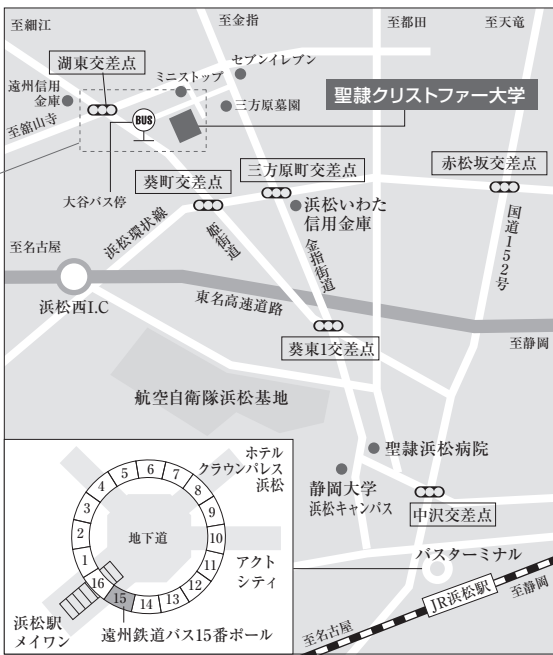 至細江
至金指
至都田
至天竜
湖東交差点
セブンイレブン
ミニストップ
遠州信用
金庫
三方原墓園
聖隷クリストファー大学
BUS
至舘山寺
大谷バス停
葵町交差点
三方原町交差点
赤松坂交差点
浜松いわた
信用金庫
浜松環状線
姫街道
金指街道
国道152号
至名古屋
浜松西I.C
東名高速道路
葵東1交差点
至静岡
航空自衛隊浜松基地
聖隷浜松病院
静岡大学
浜松キャンパス
中沢交差点
バスターミナル
JR浜松駅
至静岡
至名古屋
ホテル
クラウンパレス
浜松
1
2
3
4
5
6
7
8
9
10
11
12
13
14
15
16
地下道
アクト
シティ
浜松駅
メイワン
遠州鉄道バス15番ポール